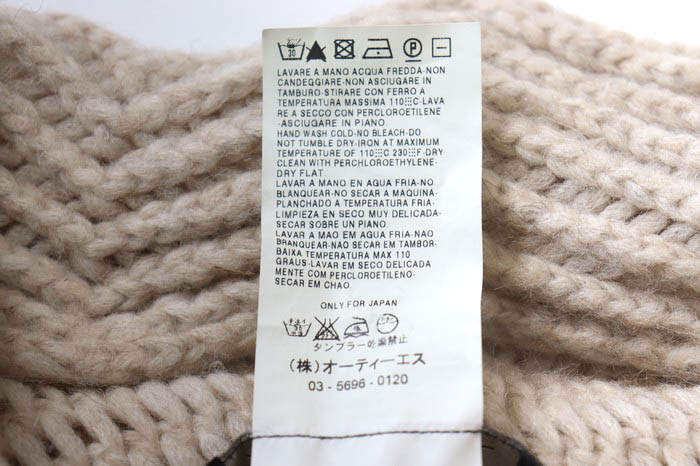 30 P
LAVARE A MANO ACQUA FREDDA-NON
CANDEGGIARE-NON ASCIUGARE IN
TAMBURO-STIRARE CON FERRO A
TEMPERATURA MASSIMA 110 C-LAVA
RE A SECCO CON PERCLOROETILENE
-ASCIUGARE IN PIANO.
HAND WASH COLD-NO BLEACH-DO
NOT TUMBLE DRY-IRON AT MAXIMUM
TEMPERATURE OF 110 C 230 F-DRY
CLEAN WITH PERCHLOROETHYLENE-
DRY FLAT.
LAVAR A MANO EN AGUA FRIA-NO
BLANQUEAR-NO SECAR A MAQUINA-
PLANCHADO A TEMPERATURA FRIA-
LIMPIEZA EN SECO MUY DELICADA-
SECAR SOBRE UN PIANO.
LAVAR A MAO EM AGUA FRIA-NAO
BRANQUEAR-NAO SECAR EM TAMBOR-
BAIXA TEMPERATURA MAX 110
GRAUS-LAVAR EM SECO DELICADA
MENTE COM PERCLOROETILENO-
SECAR EM CHAO.
ONLY FOR JAPAN
タンブラー乾燥禁止
(株)オーティーエス
03-5696-0120